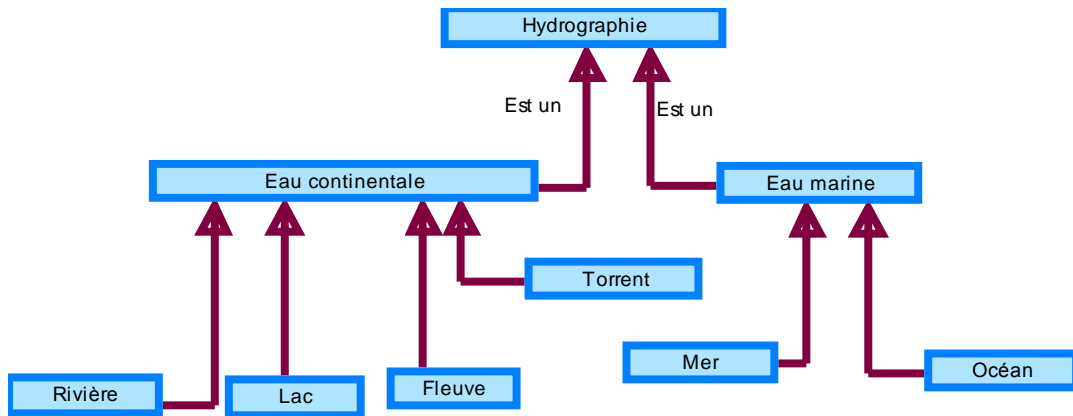 Hydrographie
Est un
Est un
Eau continentale
Eau marine
Torrent
Mer
Océan
Rivière
Lac
Fleuve